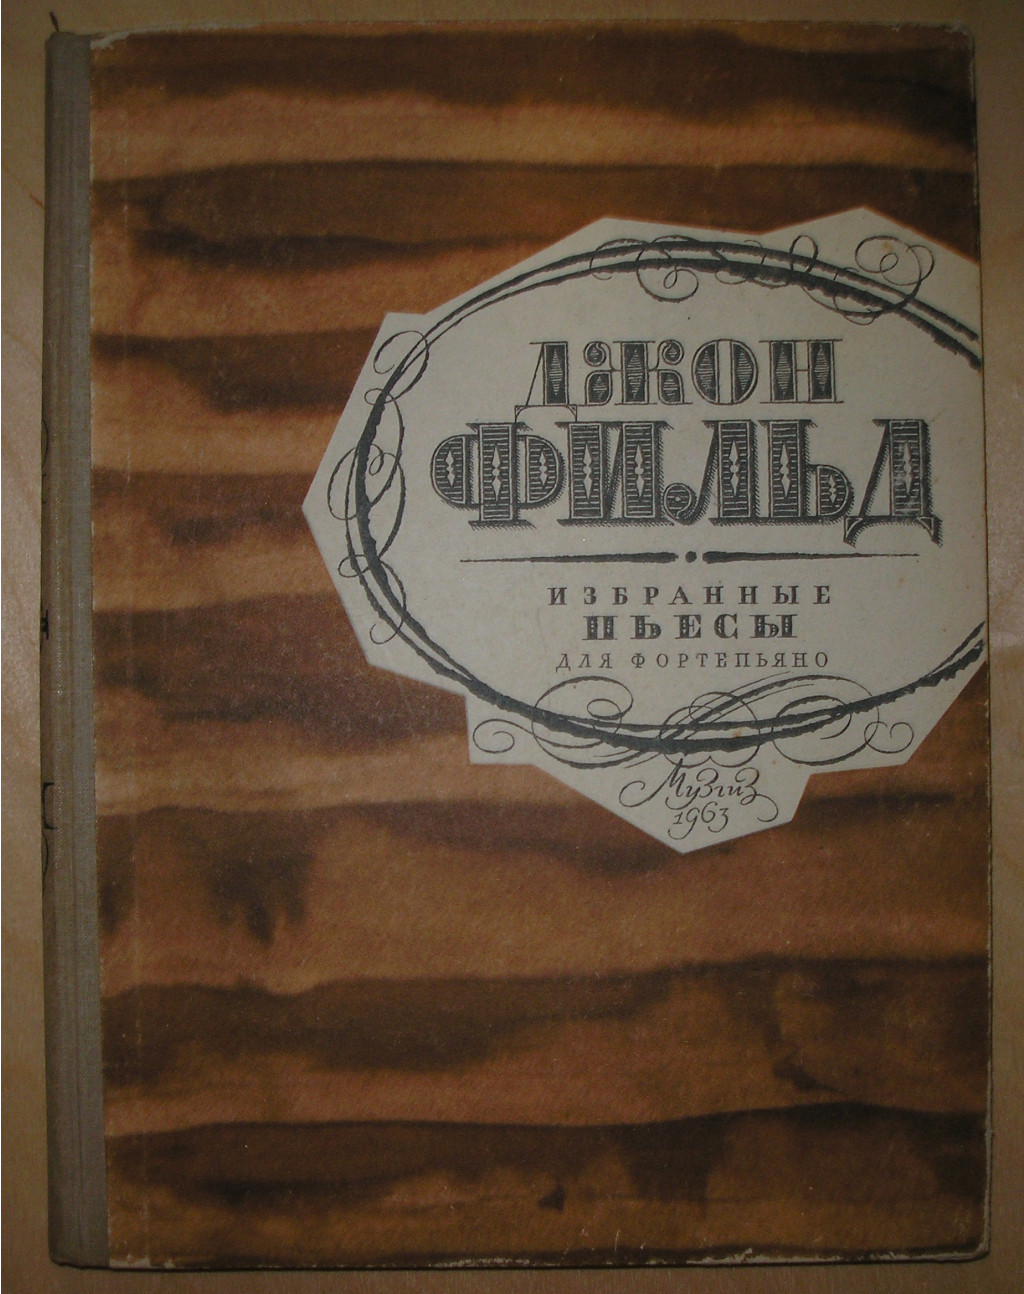 ДЖОН
ФИЛЬД
ИЗБРАННЫЕ
ПЬЕСЫ
ДЛЯ ФОРТЕПЬЯНО
Музгиз
1963